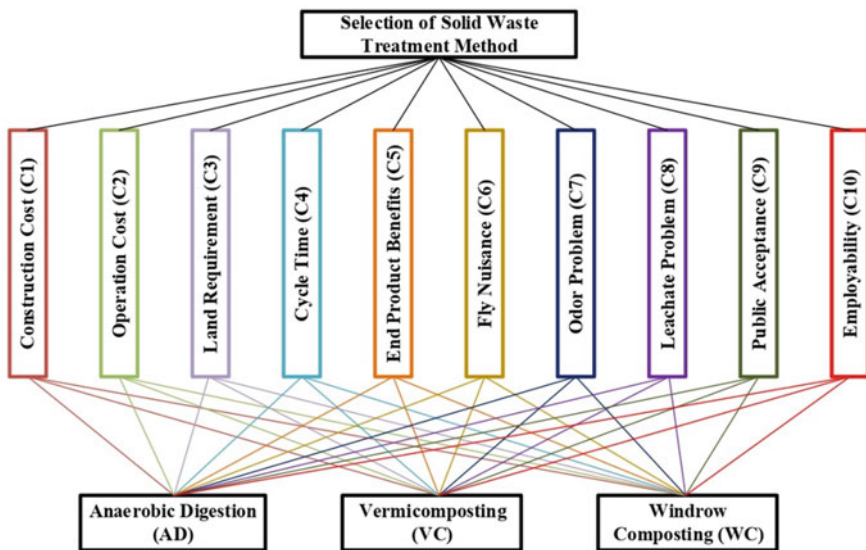 Selection of Solid Waste
Treatment Method
Construction Cost (C1)
Operation Cost (C2)
Land Requirement (C3)
Cycle Time (C4)
End Product Benefits (C5)
Fly Nuisance (C6)
Odor Problem (C7)
Leachate Problem (C8)
Public Acceptance (C9)
Employability (C10)
Anaerobic Digestion
(AD)
Vermicomposting
(VC)
Windrow
Composting (WC)